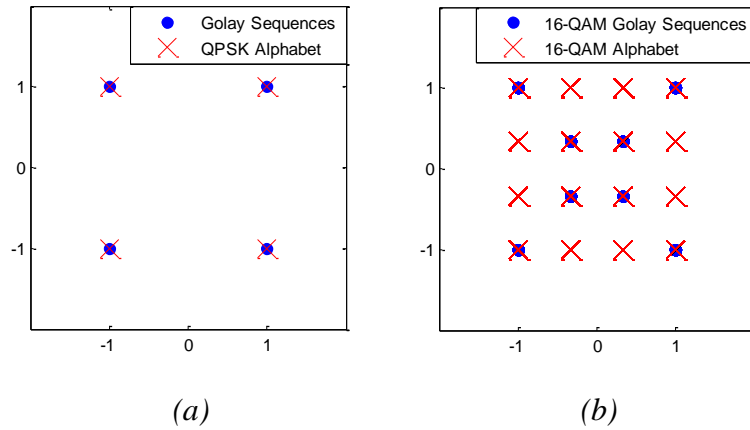 Golay Sequences
QPSK Alphabet
1
0
-1
-1 0 1
(a)
16-QAM Golay Sequences
16-QAM Alphabet
1
0
-1
-1 0 1
(b)